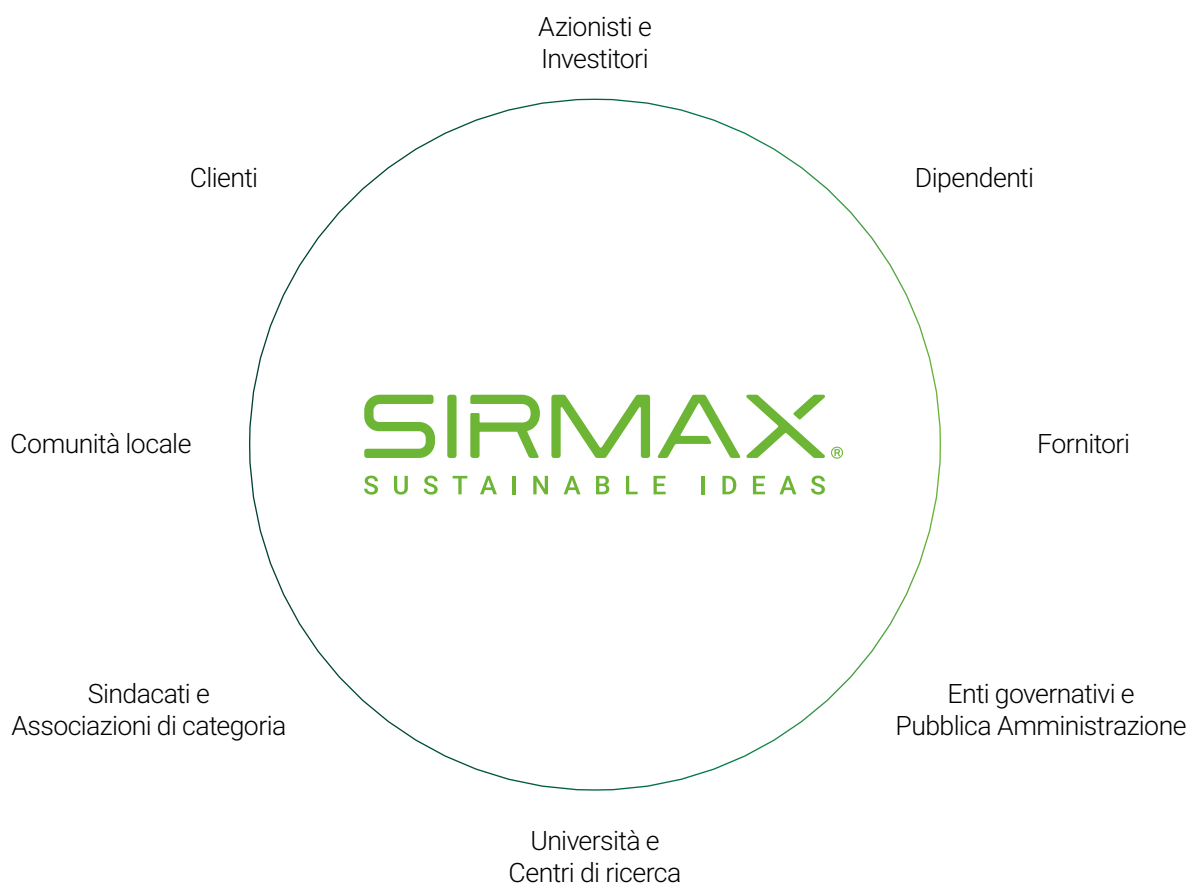 Azionisti e
Investitori
Clienti
Dipendenti
SIRMAX®
SUSTAINABLE IDEAS
Comunità locale
Fornitori
Sindacati e
Associazioni di categoria
Enti governativi e
Pubblica Amministrazione
Università e
Centri di ricerca